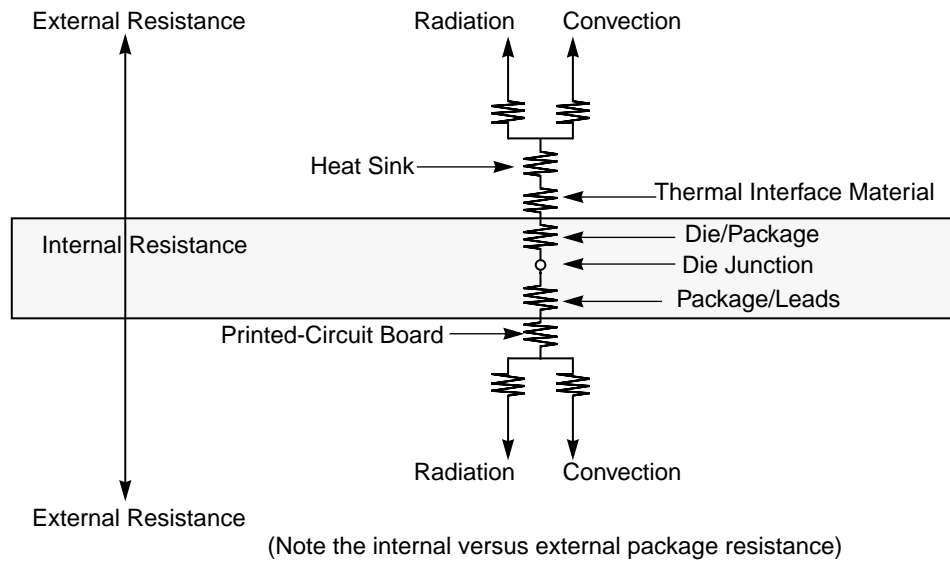 External Resistance
Radiation
Convection
Heat Sink
Thermal Interface Material
Internal Resistance
Die/Package
Die Junction
Package/Leads
Printed-Circuit Board
Radiation
Convection
External Resistance
(Note the internal versus external package resistance)